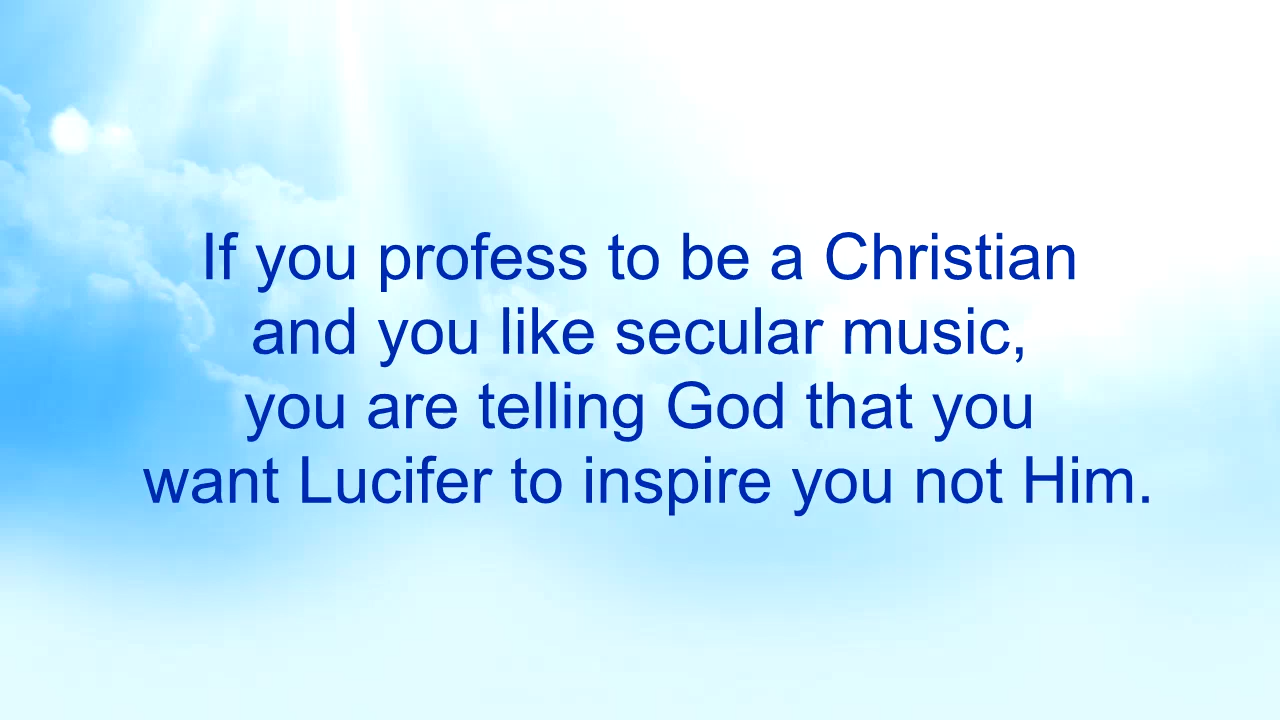 If you profess to be a Christian
and you like secular music,
you are telling God that you
want Lucifer to inspire you not Him.